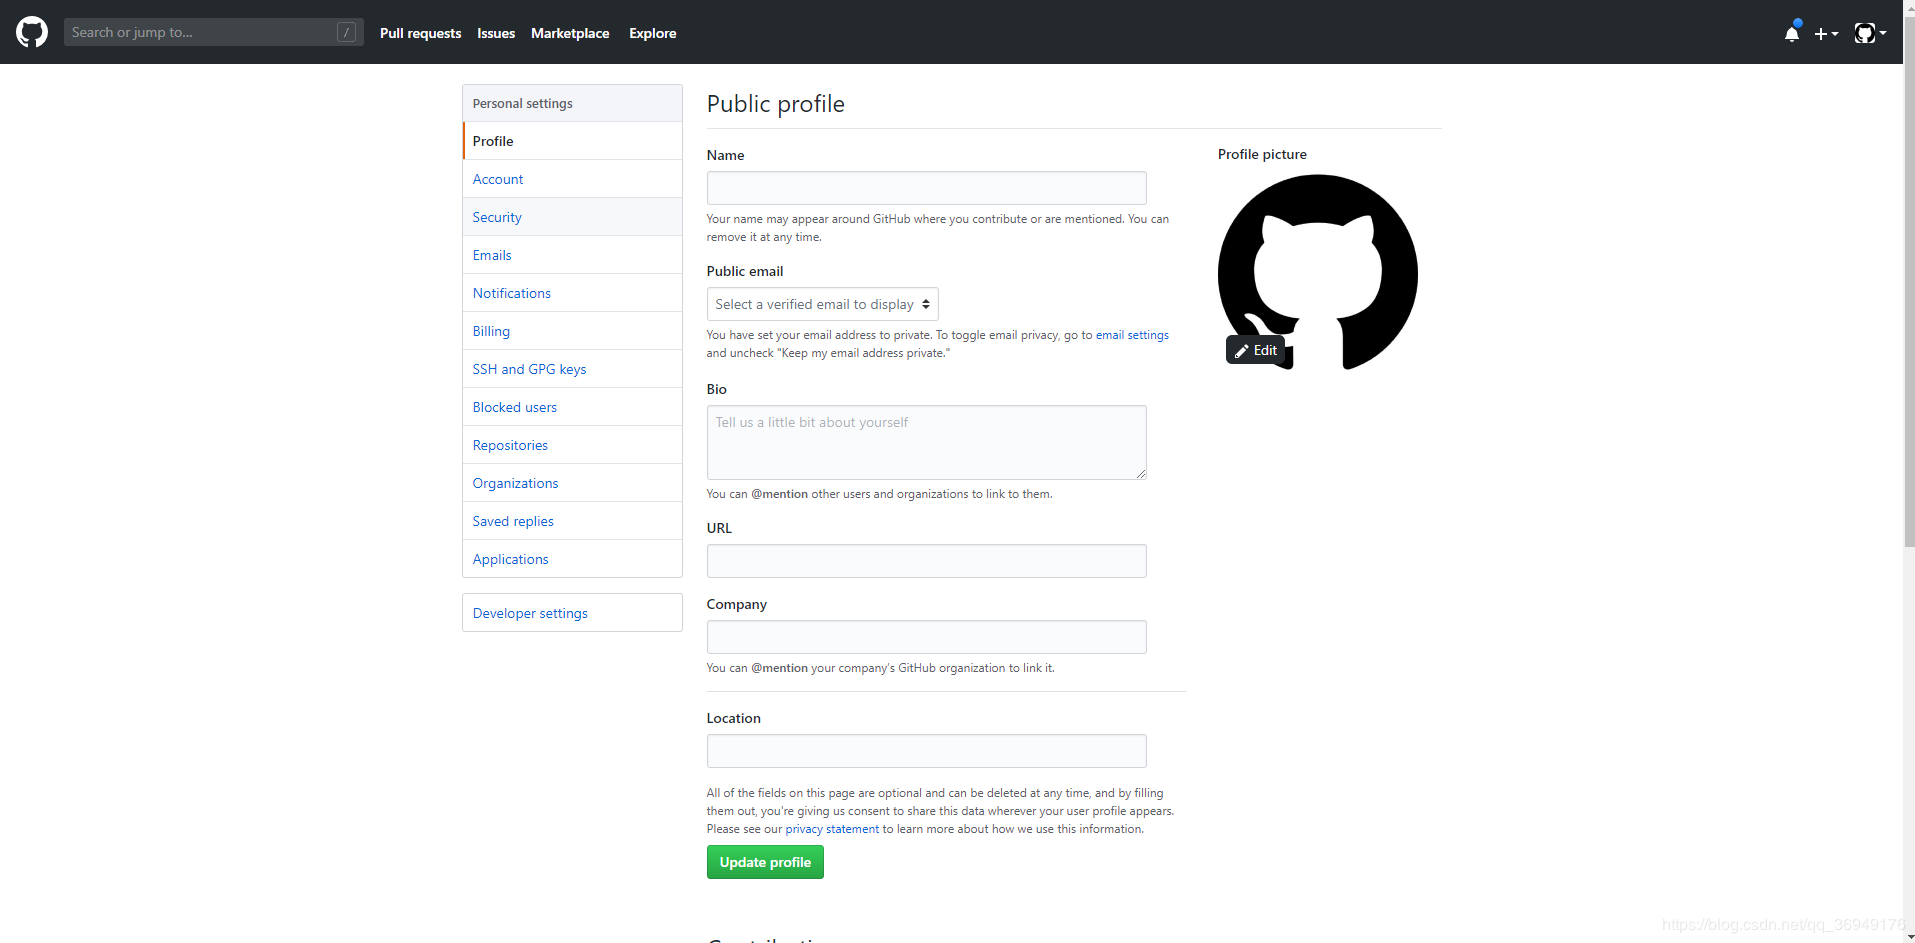 Search or jump to... /
Pull requests
Issues
Marketplace
Explore
Personal settings
Profile
Account
Security
Emails
Notifications
Billing
SSH and GPG keys
Blocked users
Repositories
Organizations
Saved replies
Applications
Developer settings
Public profile
Name
Your name may appear around GitHub where you contribute or are mentioned. You can
remove it at any time.
Public email
Select a verified email to display
You have set your email address to private. To toggle email privacy, go to email settings
and uncheck "Keep my email address private."
Bio
Tell us a little bit about yourself
You can @mention other users and organizations to link to them.
URL
Company
You can @mention your company's GitHub organization to link it.
Location
All of the fields on this page are optional and can be deleted at any time, and by filling
them out, you're giving us consent to share this data wherever your user profile appears.
Please see our privacy statement to learn more about how we use this information.
Update profile
Profile picture
Edit
https://blog.csdn.net/qq_36949176